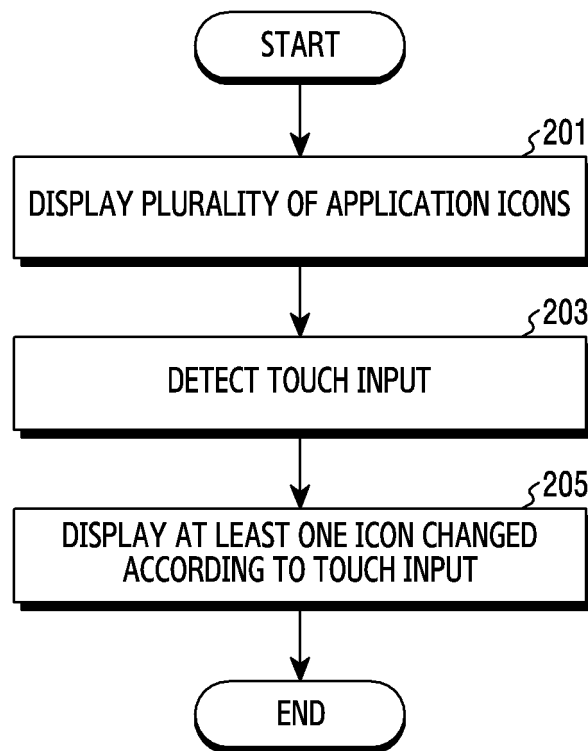 START
201
DISPLAY PLURALITY OF APPLICATION ICONS
203
DETECT TOUCH INPUT
205
DISPLAY AT LEAST ONE ICON CHANGED
ACCORDING TO TOUCH INPUT
END